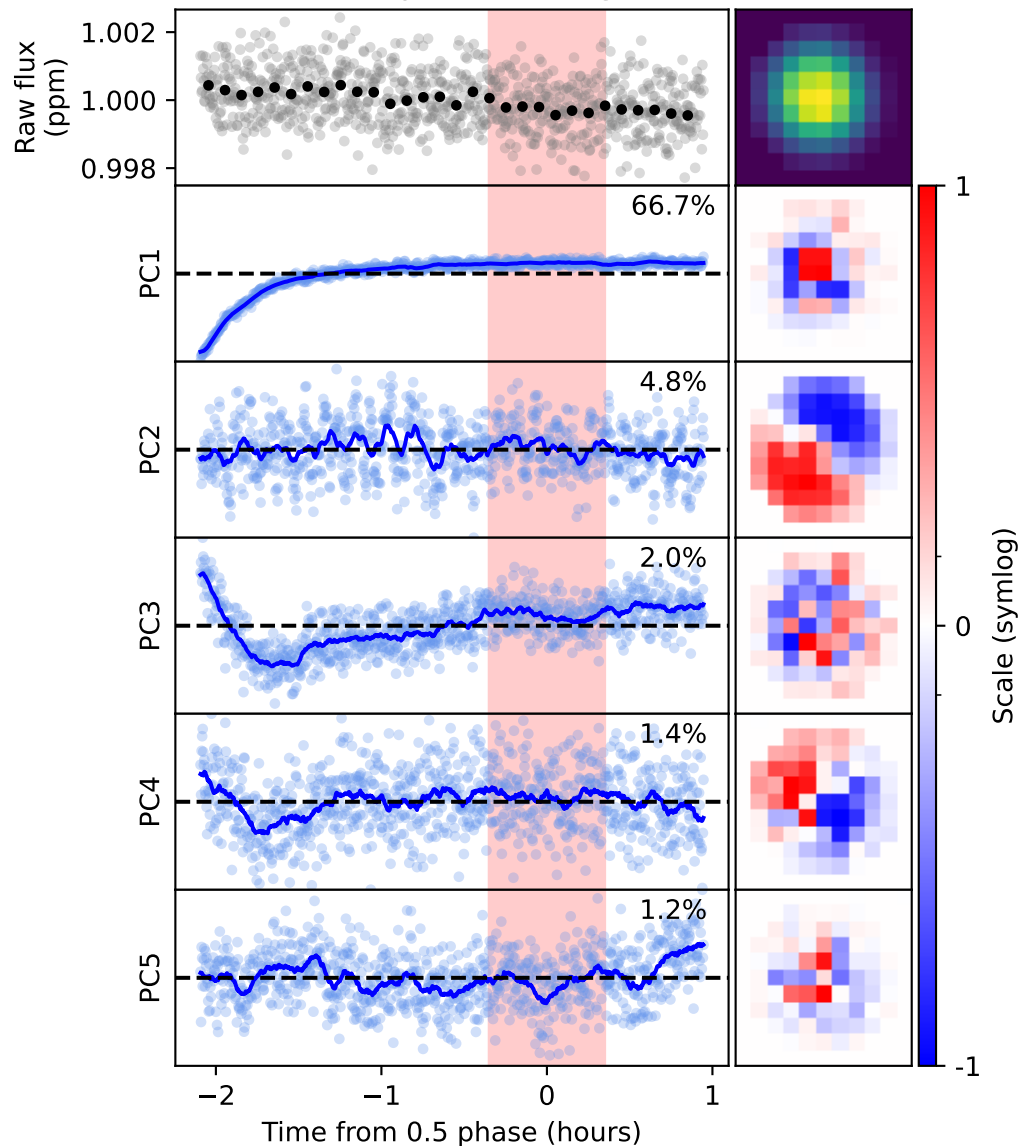 Raw flux
(ppm)
1.002
1.000
0.998
PC1
66.7%
1
PC2
4.8%
PC3
2.0%
0
Scale (symlog)
PC4
1.4%
PC5
1.2%
-1
−2
−1
0
1
Time from 0.5 phase (hours)